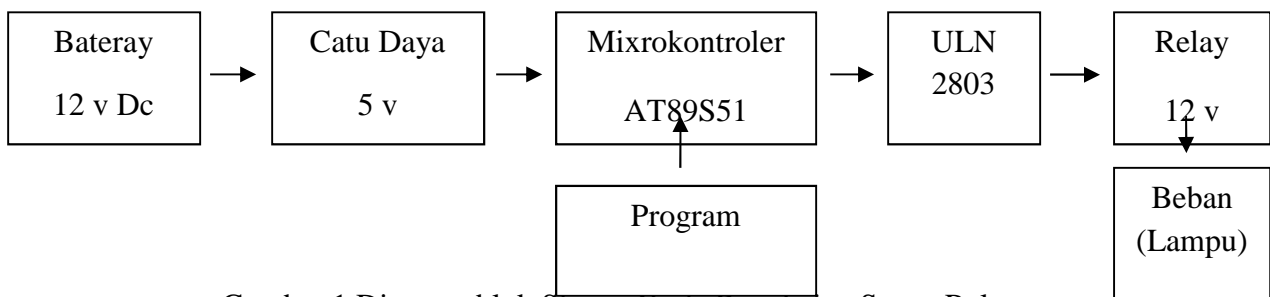 Bateray
12 v Dc
Catu Daya
5 v
Mixrokontroler
AT89S51
ULN
2803
Relay
12 v
Program
Beban
(Lampu)